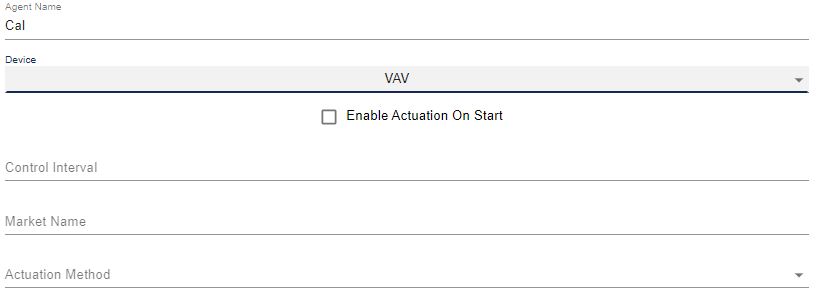 Agent Name
Cal
Device
VAV
Enable Actuation On Start
Control Interval
Market Name
Actuation Method